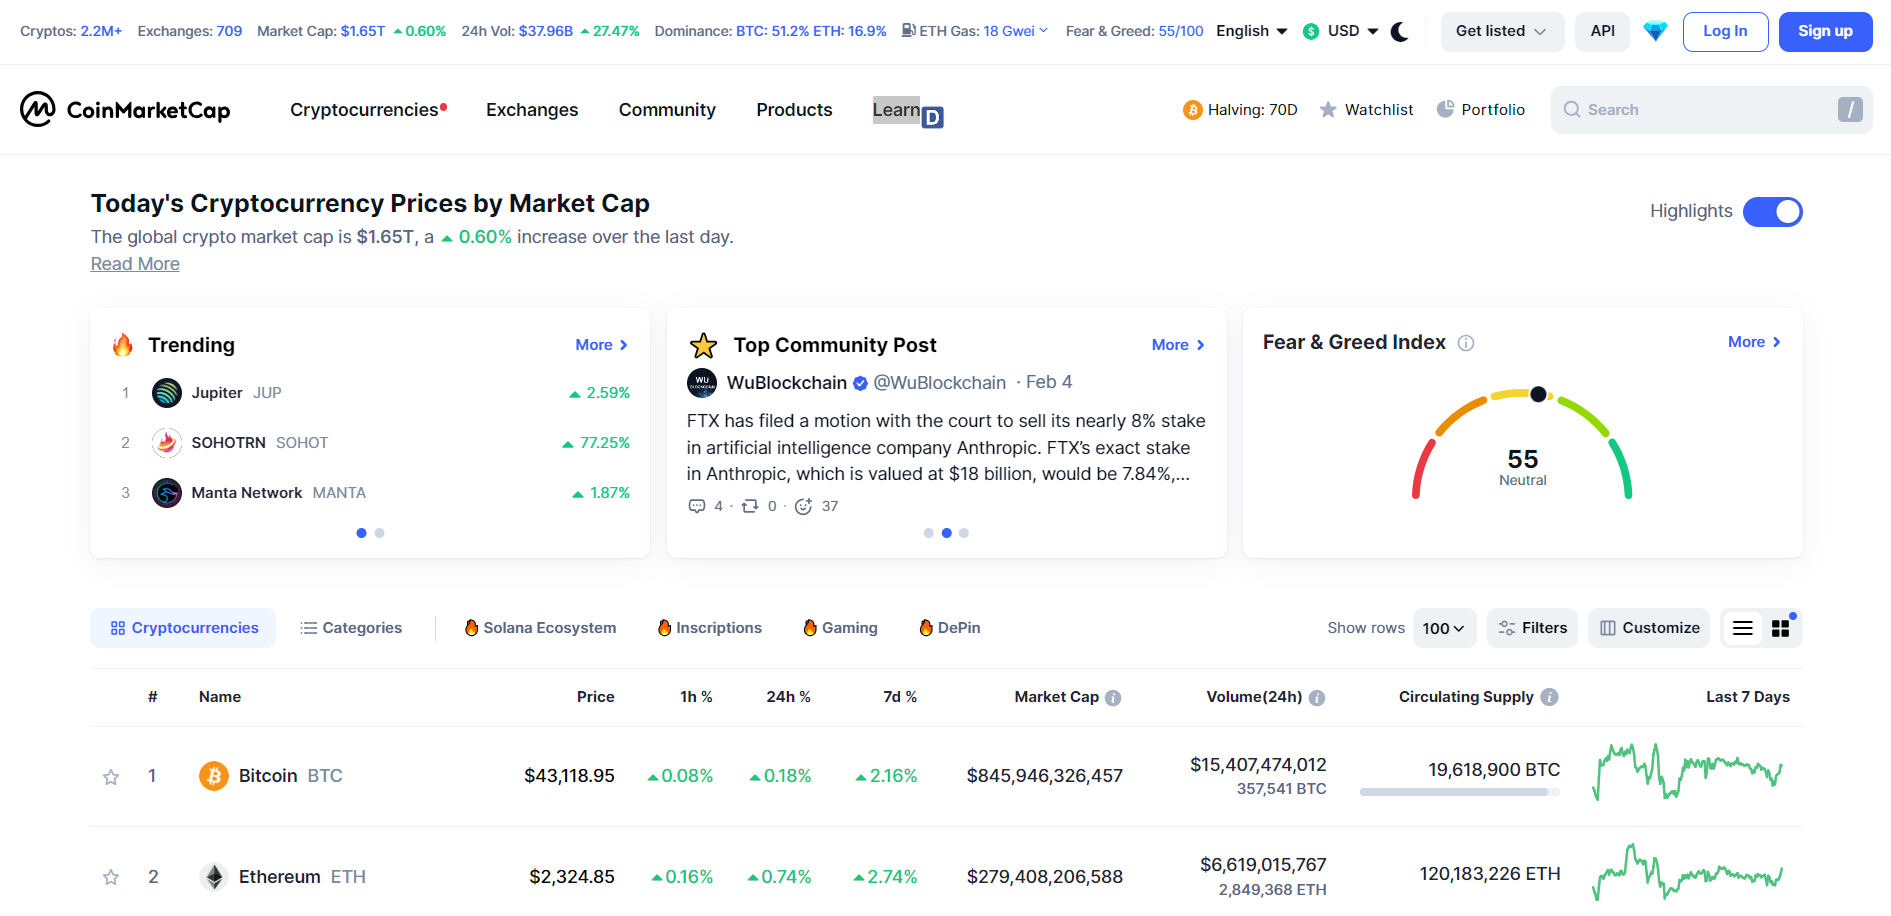 Cryptos: 2.2M+ Exchanges: 709 Market Cap: $1.65T 0.60% 24h Vol: $37.96B 27.47% Dominance: BTC: 51.2% ETH: 16.9% ETH Gas: 18 Gwei Fear & Greed: 55/100 English $ USD Get listed API Log In Sign up
CoinMarketCap Cryptocurrencies Exchanges Community Products Learn D Halving: 70D Watchlist Portfolio Search /
Today's Cryptocurrency Prices by Market Cap
The global crypto market cap is $1.65T, a 0.60% increase over the last day.
Read More
Highlights
Trending More
1 Jupiter JUP 2.59%
2 SOHOTRN SOHOT 77.25%
3 Manta Network MANTA 1.87%
Top Community Post More
WU BLOCKCHAIN WuBlockchain @WuBlockchain · Feb 4
FTX has filed a motion with the court to sell its nearly 8% stake
in artificial intelligence company Anthropic. FTX’s exact stake
in Anthropic, which is valued at $18 billion, would be 7.84%,...
4 · 0 · 37
Fear & Greed Index More
55
Neutral
Cryptocurrencies Categories Solana Ecosystem Inscriptions Gaming DePin Show rows 100 Filters Customize
# Name Price 1h % 24h % 7d % Market Cap Volume(24h) Circulating Supply Last 7 Days
1 Bitcoin BTC $43,118.95 0.08% 0.18% 2.16% $845,946,326,457 $15,407,474,012 19,618,900 BTC
357,541 BTC
2 Ethereum ETH $2,324.85 0.16% 0.74% 2.74% $279,408,206,588 $6,619,015,767 120,183,226 ETH
2,849,368 ETH